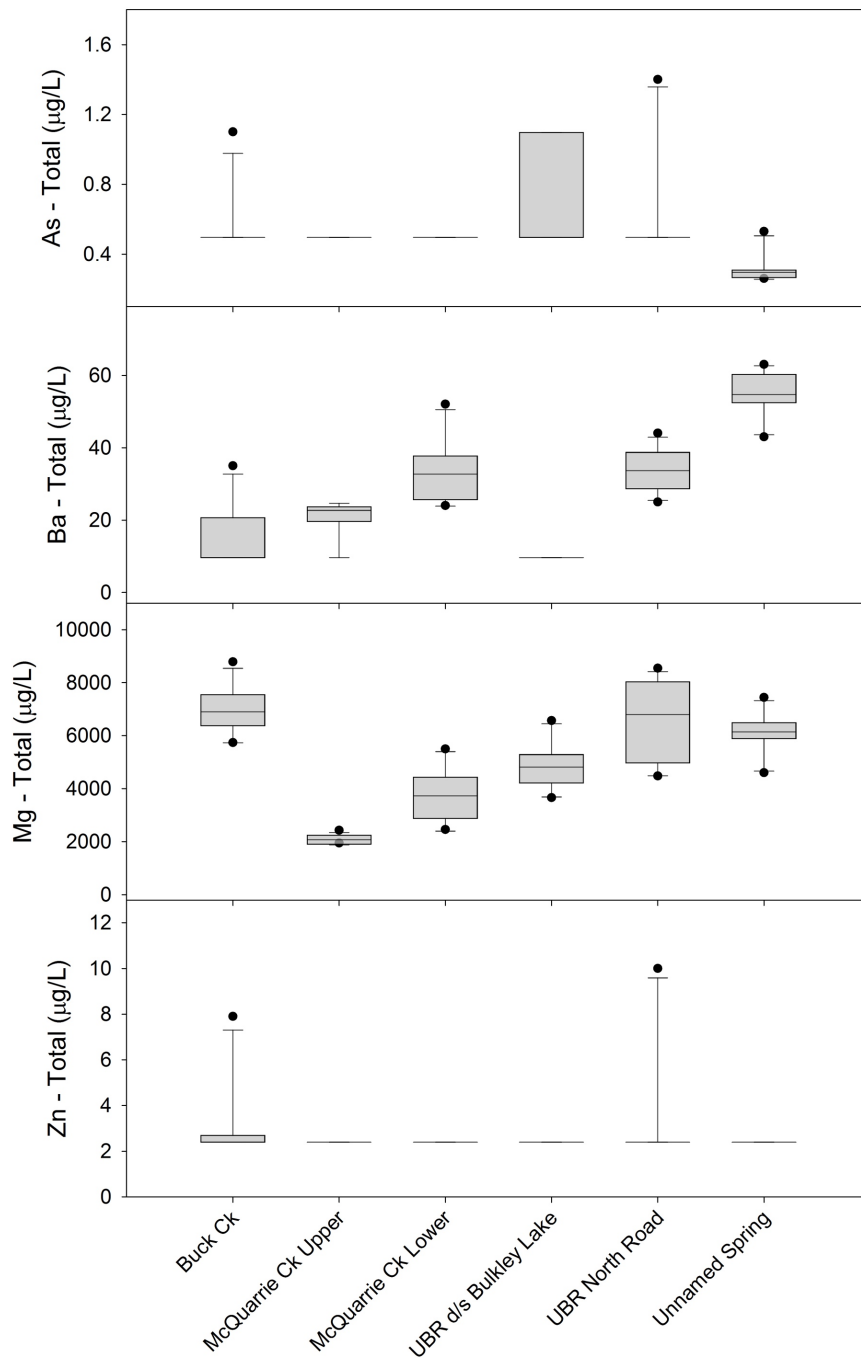 As - Total (μg/L)
1.6
1.2
0.8
0.4
Ba - Total (μg/L)
60
40
20
0
Mg - Total (μg/L)
10000
8000
6000
4000
2000
0
Zn - Total (μg/L)
12
10
8
6
4
2
0
Buck Ck
McQuarrie Ck Upper
McQuarrie Ck Lower
UBR d/s Bulkley Lake
UBR North Road
Unnamed Spring